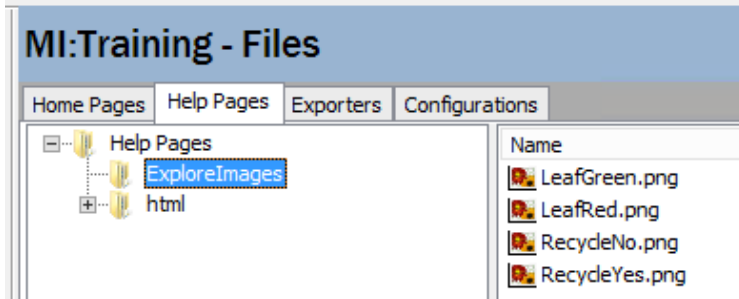 MI:Training - Files
Home Pages Help Pages Exporters Configurations
Help Pages
ExploreImages
html
Name
LeafGreen.png
LeafRed.png
RecycleNo.png
RecycleYes.png